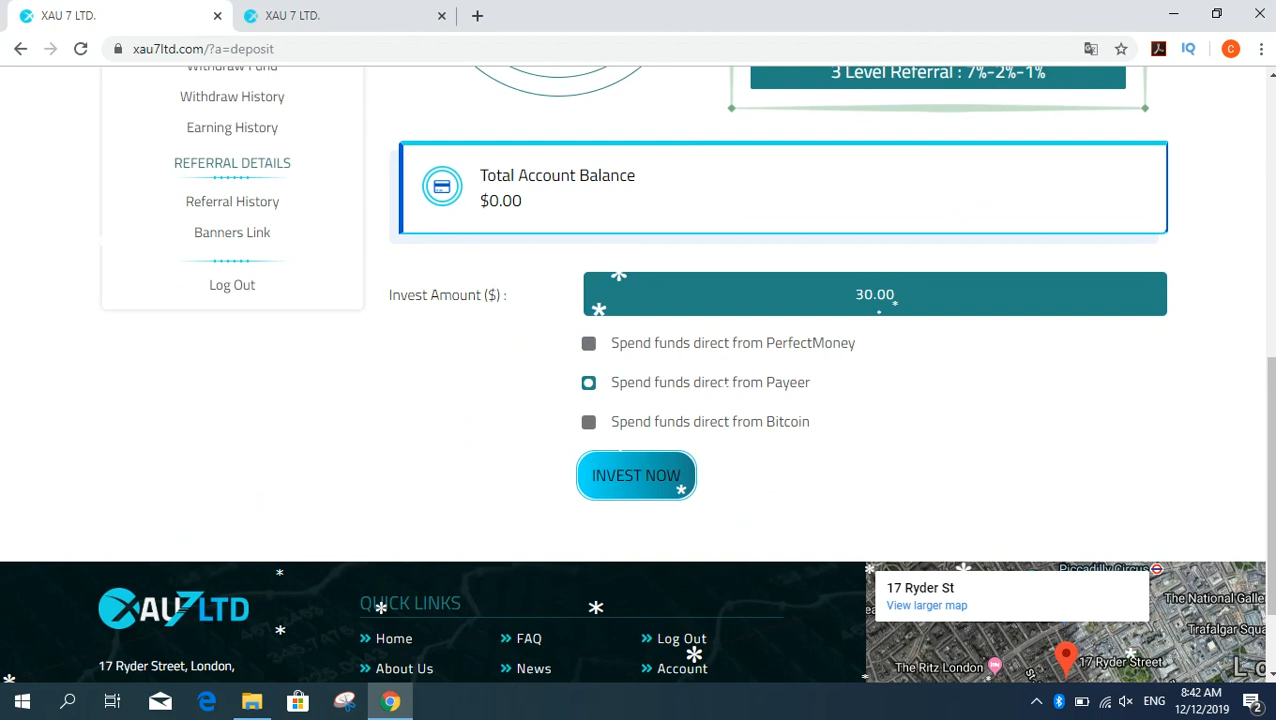 XAU 7 LTD.
XAU 7 LTD.
xau7ltd.com/?a=deposit
IQ
C
Withdraw Fund
Withdraw History
Earning History
REFERRAL DETAILS
Referral History
Banners Link
Log Out
3 Level Referral : 7%-2%-1%
Total Account Balance
$0.00
Invest Amount ($) :
30.00
Spend funds direct from PerfectMoney
Spend funds direct from Payeer
Spend funds direct from Bitcoin
INVEST NOW
XAU7LTD
17 Ryder Street, London,
QUICK LINKS
Home
FAQ
Log Out
About Us
News
Account
17 Ryder St
View larger map
Piccadilly Circus
The National Galle
Trafalgar Squa
The Ritz London
17 Ryder Street
ENG
8:42 AM
12/12/2019
2